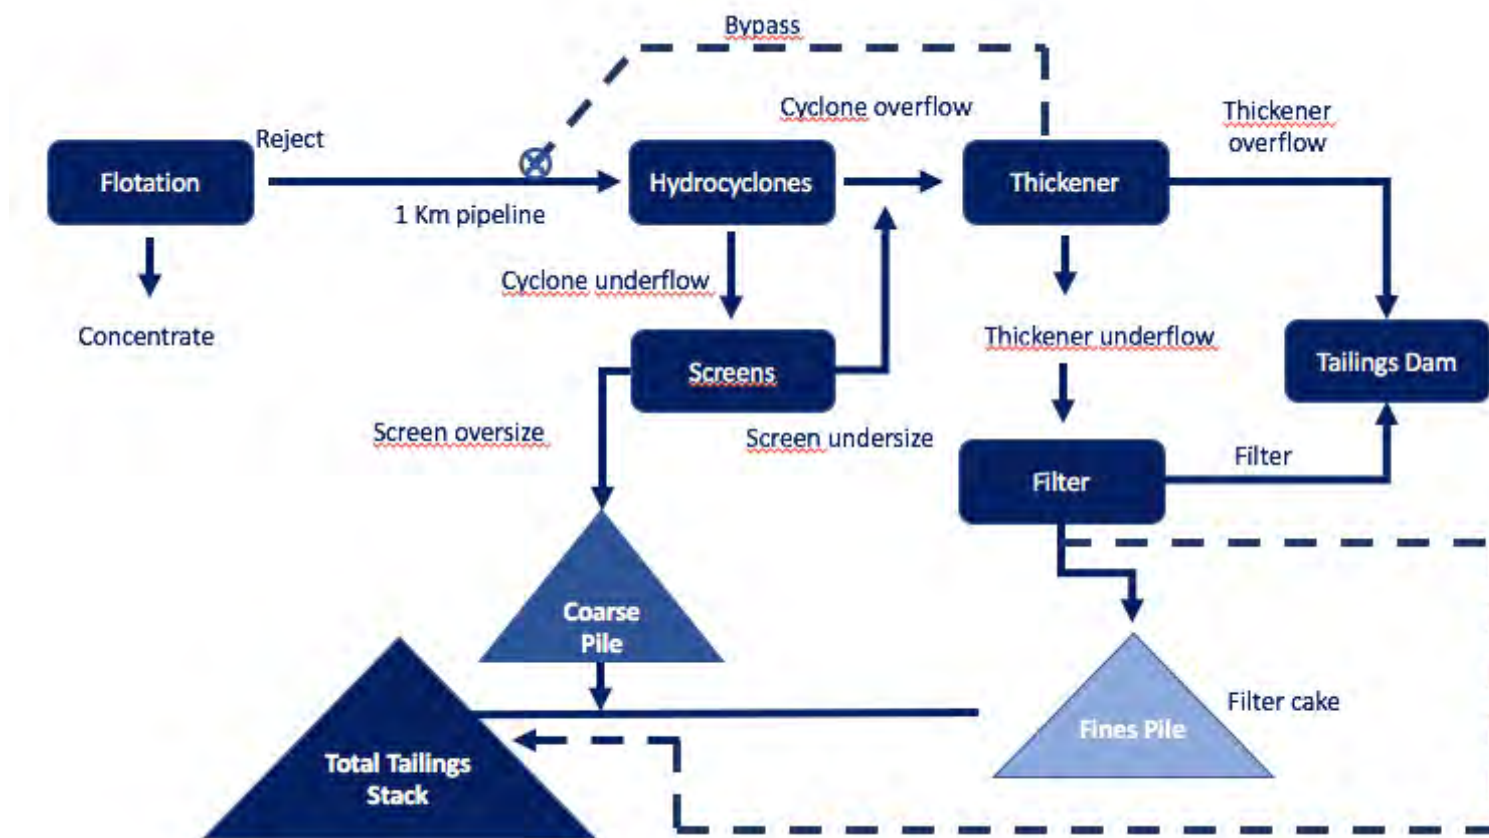 Bypass
Cyclone overflow
Thickener
overflow
Reject
Flotation
Hydrocyclones
Thickener
1 Km pipeline
Cyclone underflow
Concentrate
Thickener underflow
Screens
Tailings Dam
Screen oversize
Screen undersize
Filter
Filter
Coarse
Pile
Filter cake
Fines Pile
Total Tailings
Stack